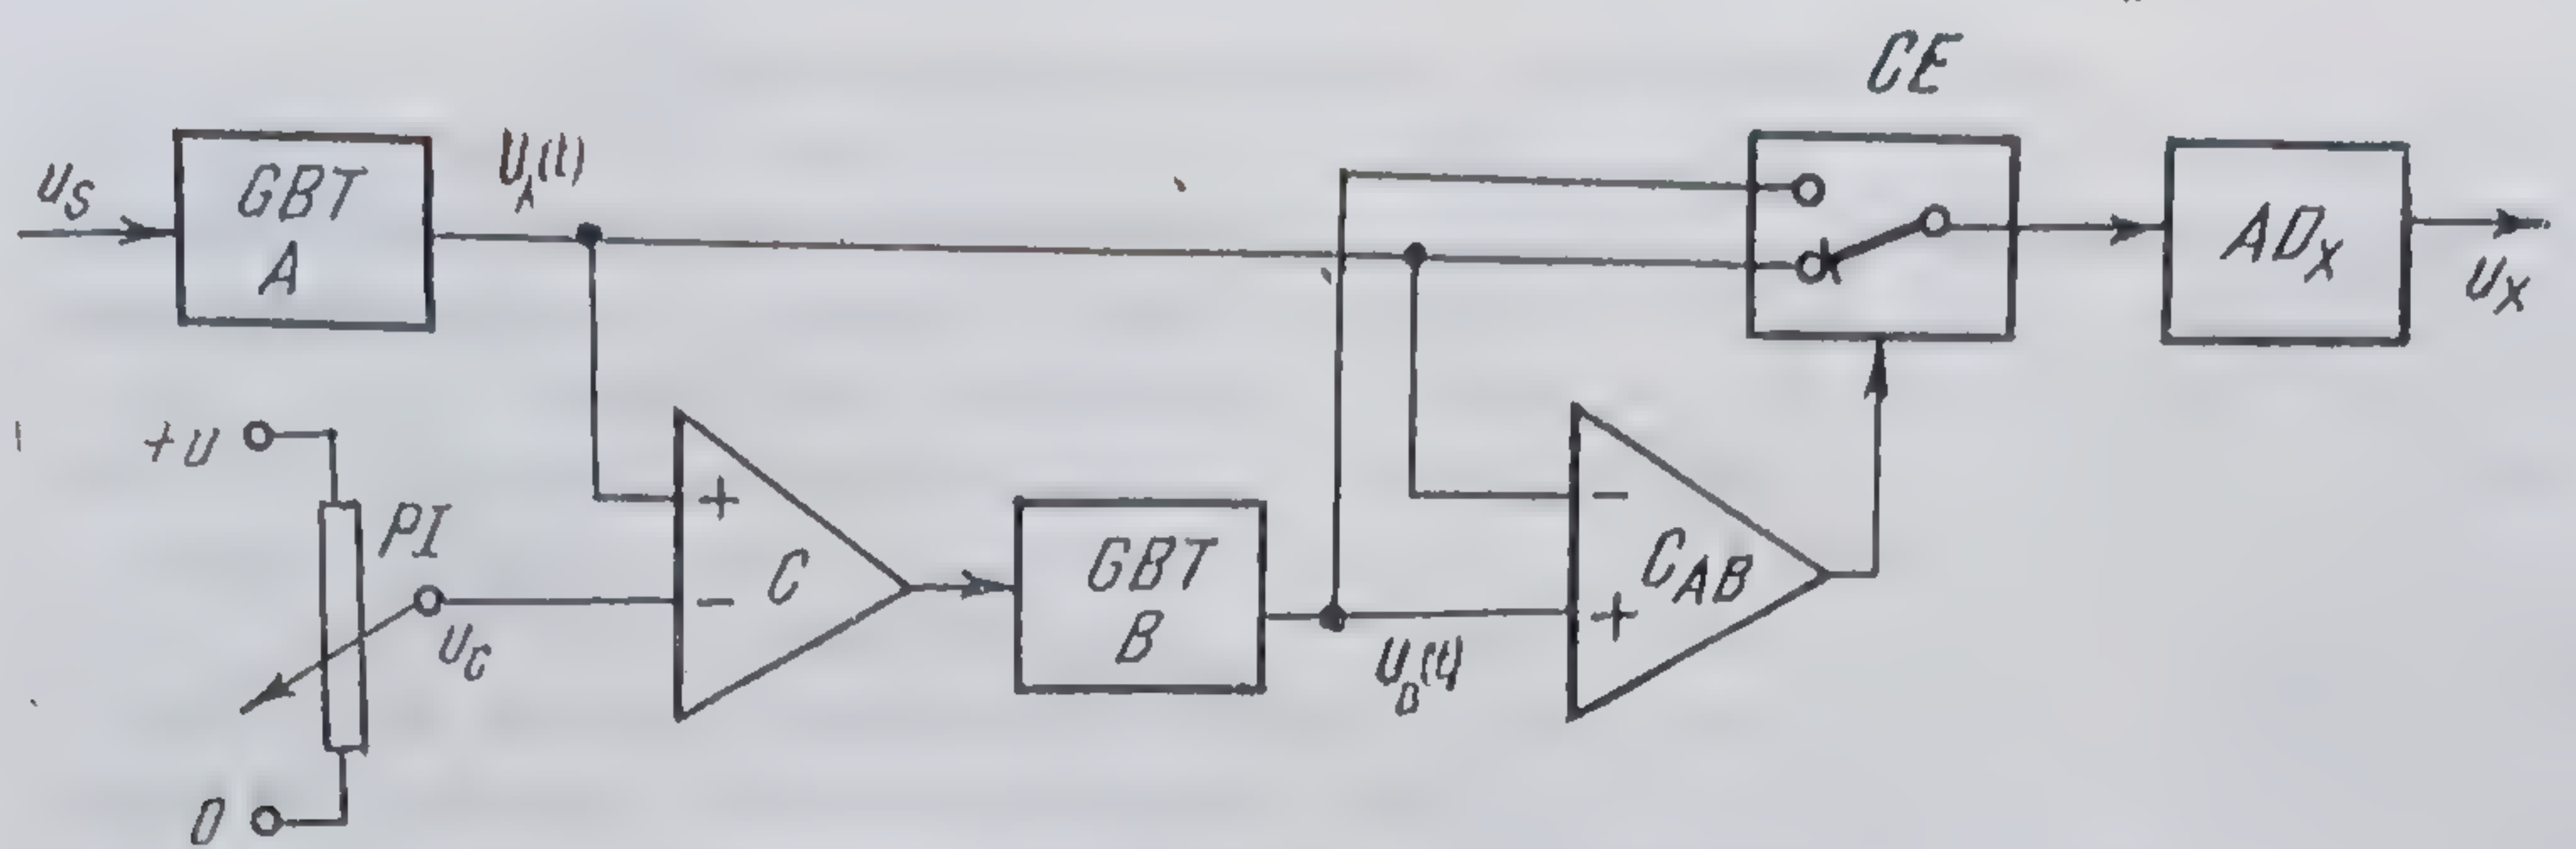 CE
u_S
GBT
A
U_A(t)
AD_X
u_X
+U
PI
U_C
0
+
-
C
GBT
B
U_B(t)
-
+
C_AB